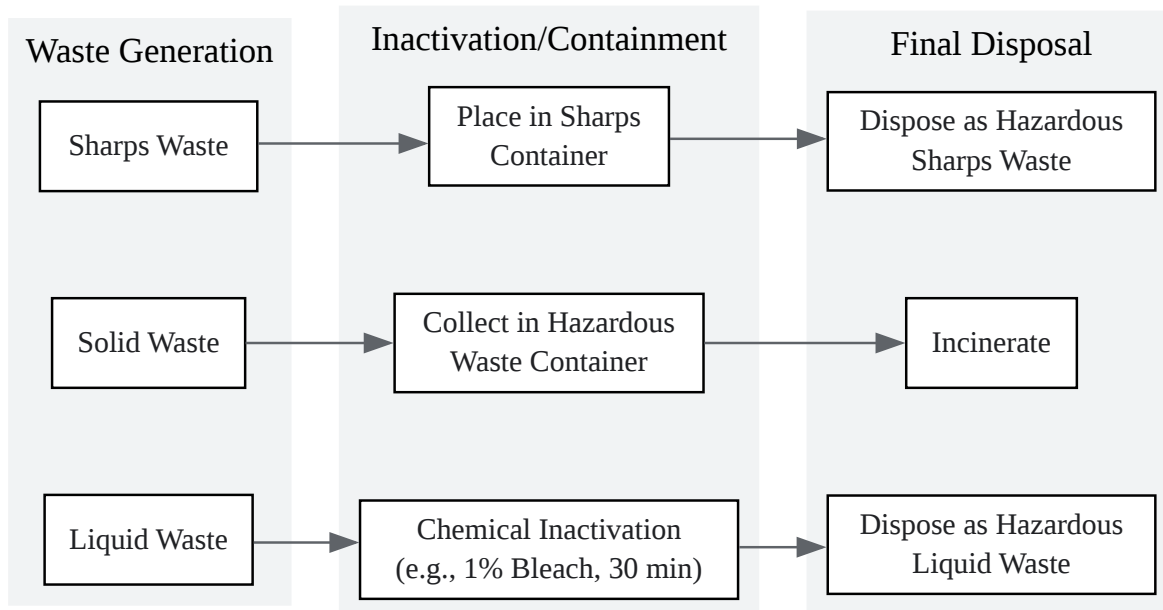 Waste Generation
Inactivation/Containment
Final Disposal
Sharps Waste
Place in Sharps
Container
Dispose as Hazardous
Sharps Waste
Solid Waste
Collect in Hazardous
Waste Container
Incinerate
Liquid Waste
Chemical Inactivation
(e.g., 1% Bleach, 30 min)
Dispose as Hazardous
Liquid Waste